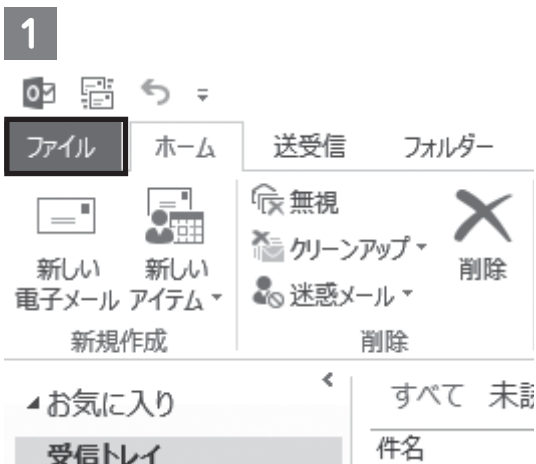 1
ファイル ホーム 送受信 フォルダー
無視
クリーンアップ
迷惑メール
削除
新しい
電子メール
新しい
アイテム
新規作成
削除
お気に入り
すべて 未読
受信トレイ
件名